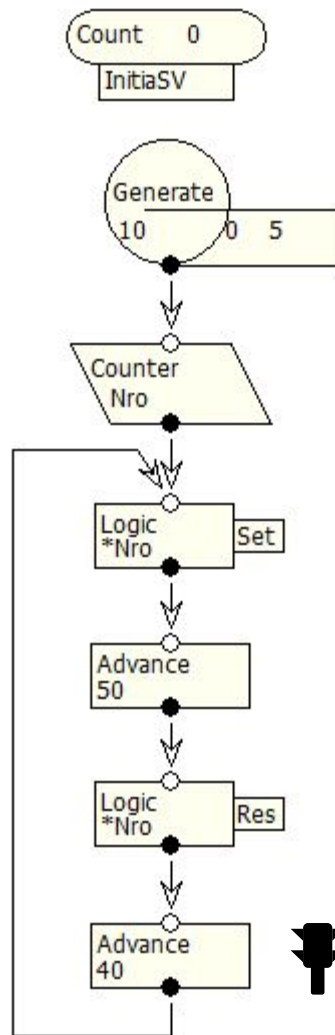 Count 0
InitiaSV
Generate
10 0 5
Counter
Nro
Logic
*Nro
Set
Advance
50
Logic
*Nro
Res
Advance
40